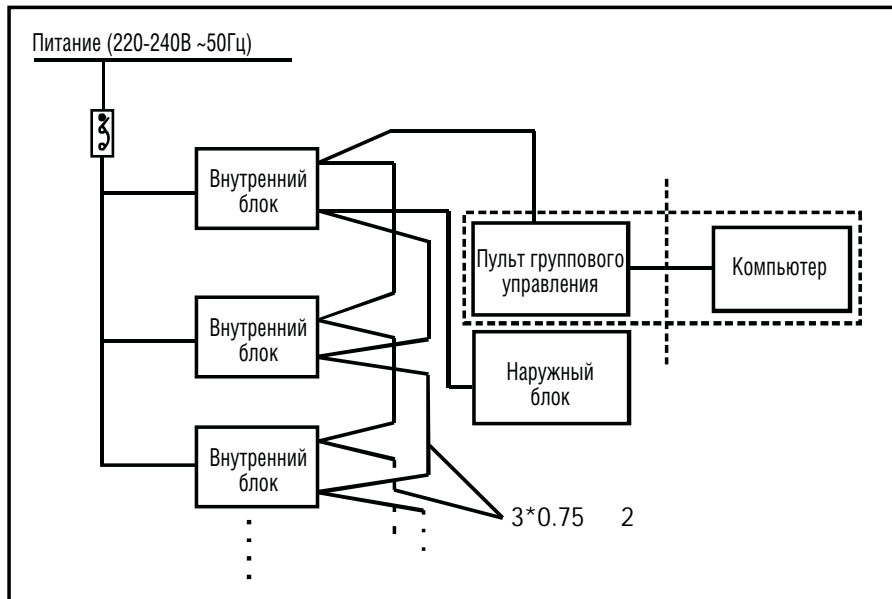 Питание (220-240В ~50Гц)
Внутренний
блок
Пульт группового
управления
Компьютер
Внутренний
блок
Наружный
блок
Внутренний
блок
3*0.75 2